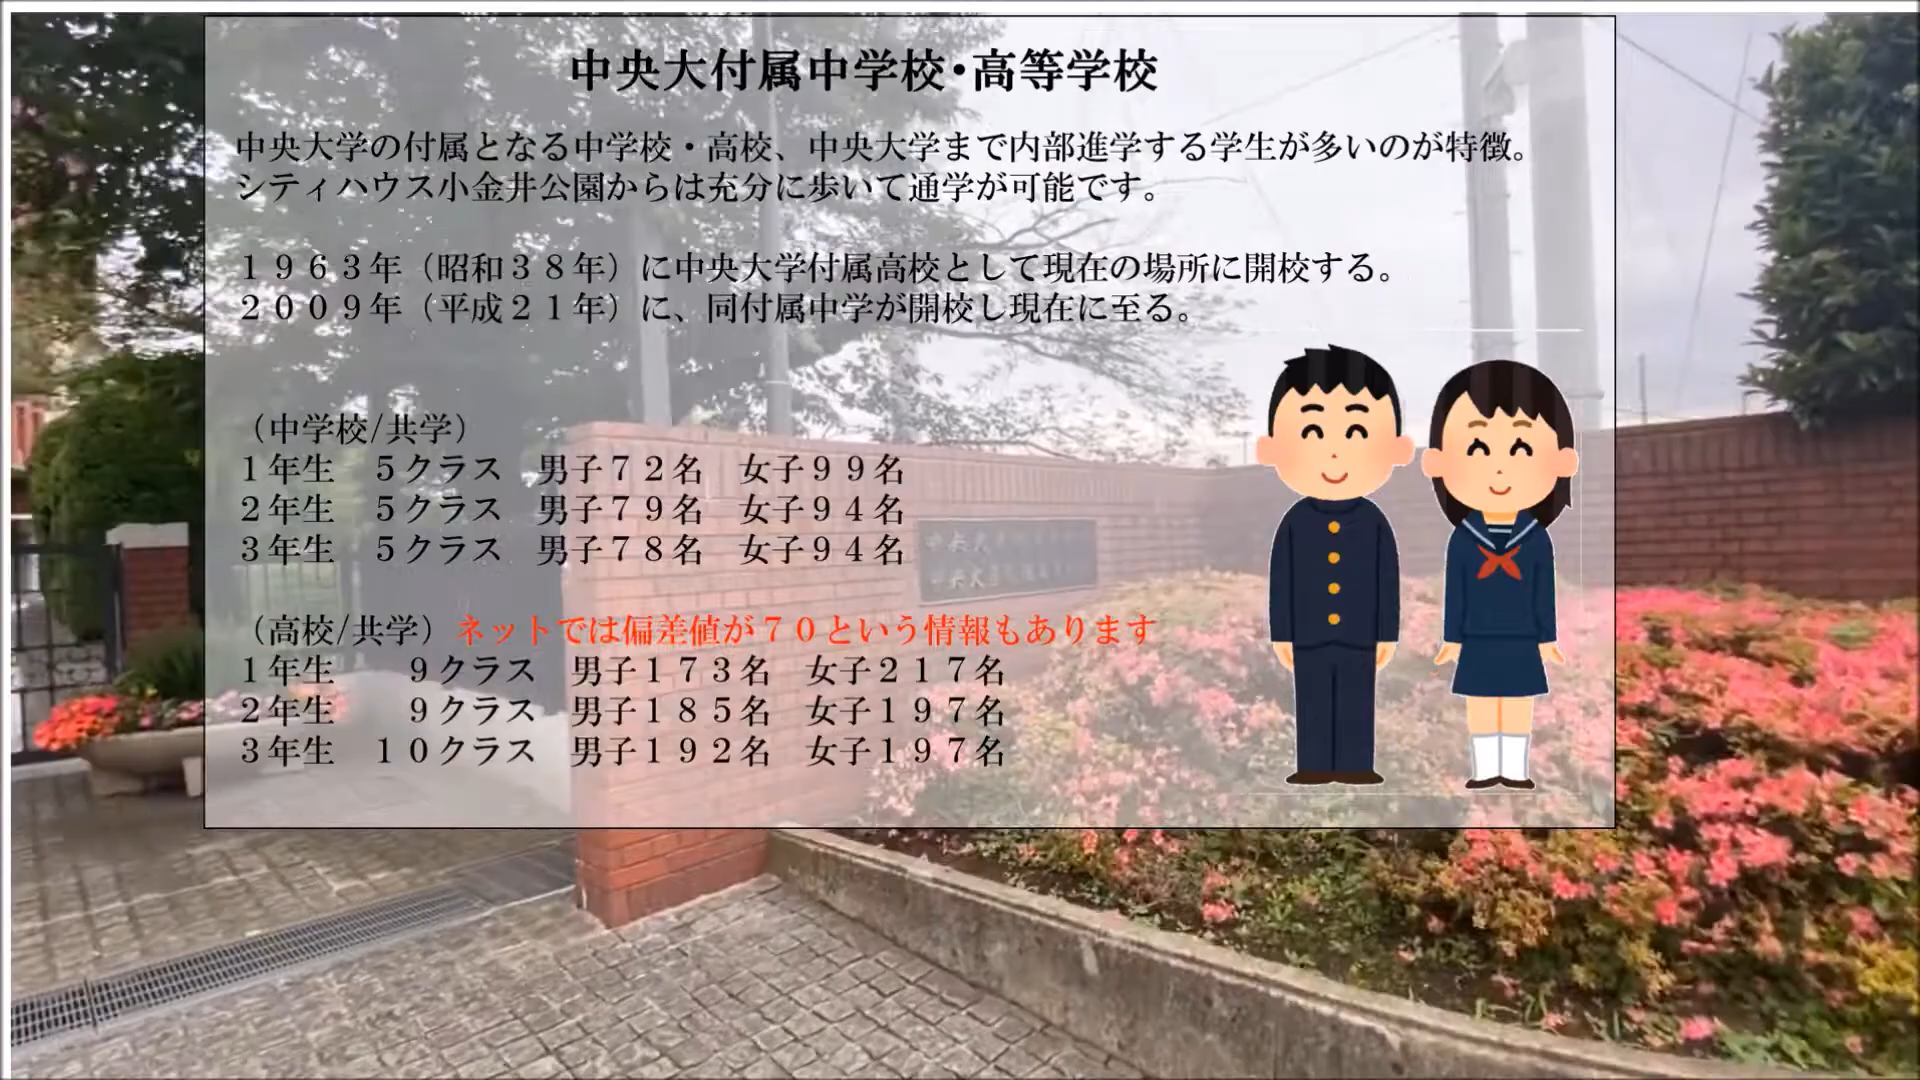 中央大付属中学校・高等学校
中央大学の付属となる中学校・高校、中央大学まで内部進学する学生が多いのが特徴。
シティハウス小金井公園からは充分に歩いて通学が可能です。
１９６３年（昭和３８年）に中央大学付属高校として現在の場所に開校する。
２００９年（平成２１年）に、同付属中学が開校し現在に至る。
（中学校/共学）
１年生　５クラス　男子７２名　女子９９名
２年生　５クラス　男子７９名　女子９４名
３年生　５クラス　男子７８名　女子９４名
（高校/共学）ネットでは偏差値が７０という情報もあります
１年生　　９クラス　男子１７３名　女子２１７名
２年生　　９クラス　男子１８５名　女子１９７名
３年生　１０クラス　男子１９２名　女子１９７名